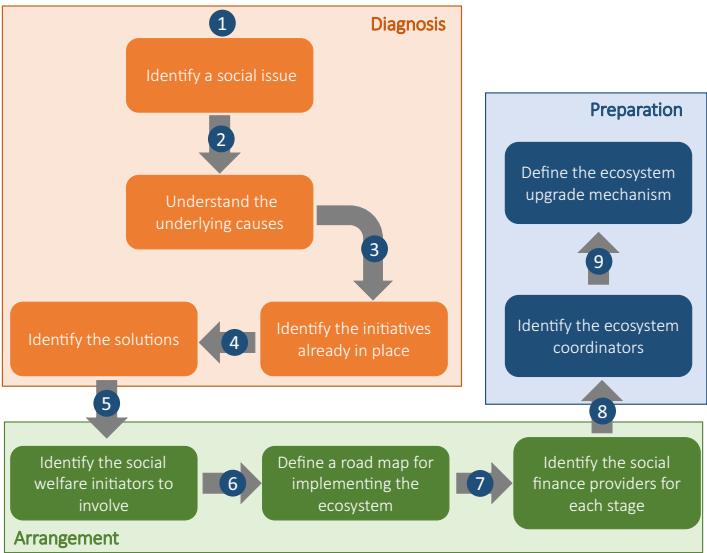 Diagnosis
1
Identify a social issue
2
Understand the
underlying causes
3
Identify the initiatives
already in place
4
Identify the solutions
5
Identify the social
welfare initiators to
involve
6
Define a road map for
implementing the
ecosystem
7
Identify the social
finance providers for
each stage
Arrangement
8
Preparation
Identify the ecosystem
coordinators
9
Define the ecosystem
upgrade mechanism